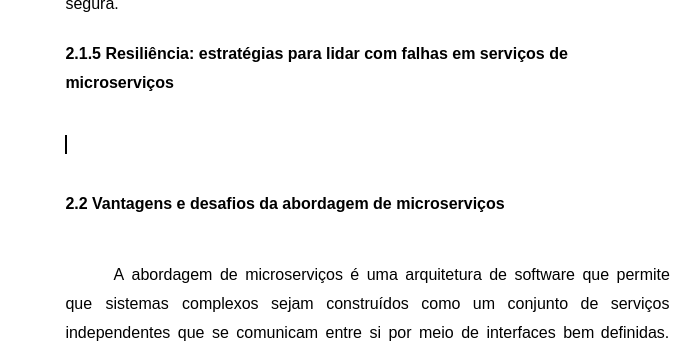 segura.
2.1.5 Resiliência: estratégias para lidar com falhas em serviços de
microserviços
2.2 Vantagens e desafios da abordagem de microserviços
A abordagem de microserviços é uma arquitetura de software que permite
que sistemas complexos sejam construídos como um conjunto de serviços
independentes que se comunicam entre si por meio de interfaces bem definidas.